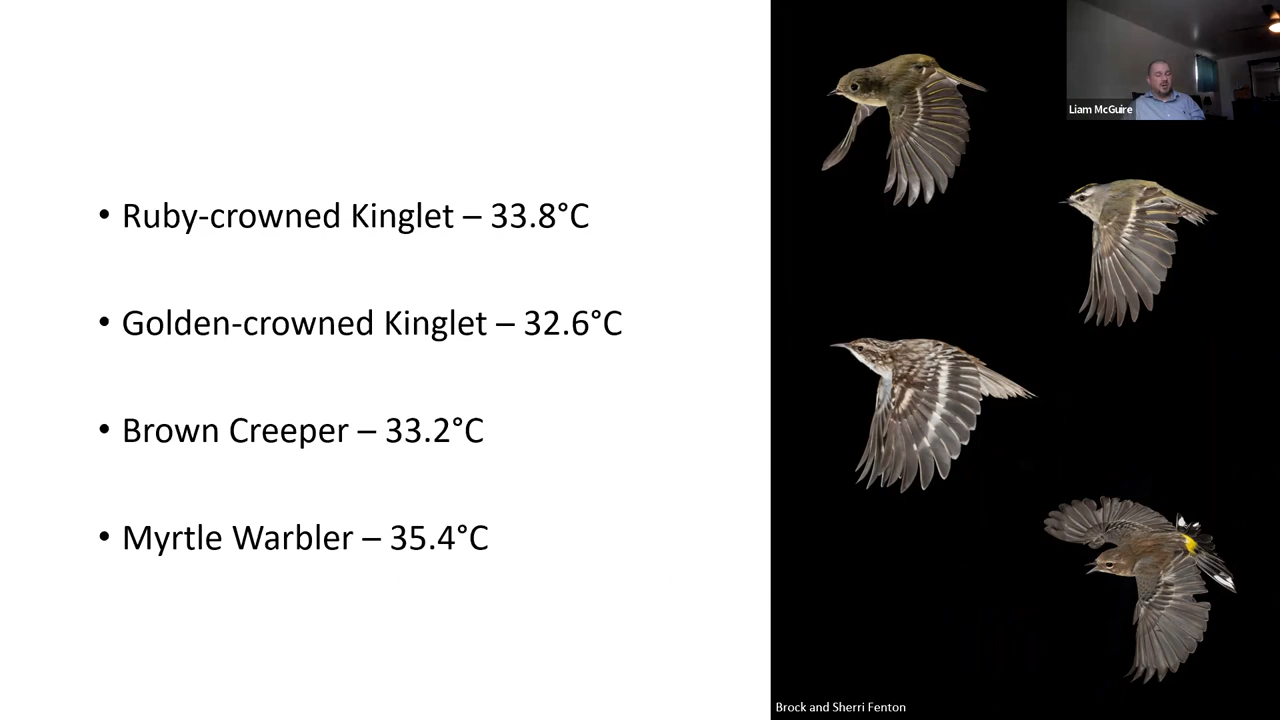 • Ruby-crowned Kinglet – 33.8°C
• Golden-crowned Kinglet – 32.6°C
• Brown Creeper – 33.2°C
• Myrtle Warbler – 35.4°C
Liam McGuire
Brock and Sherri Fenton